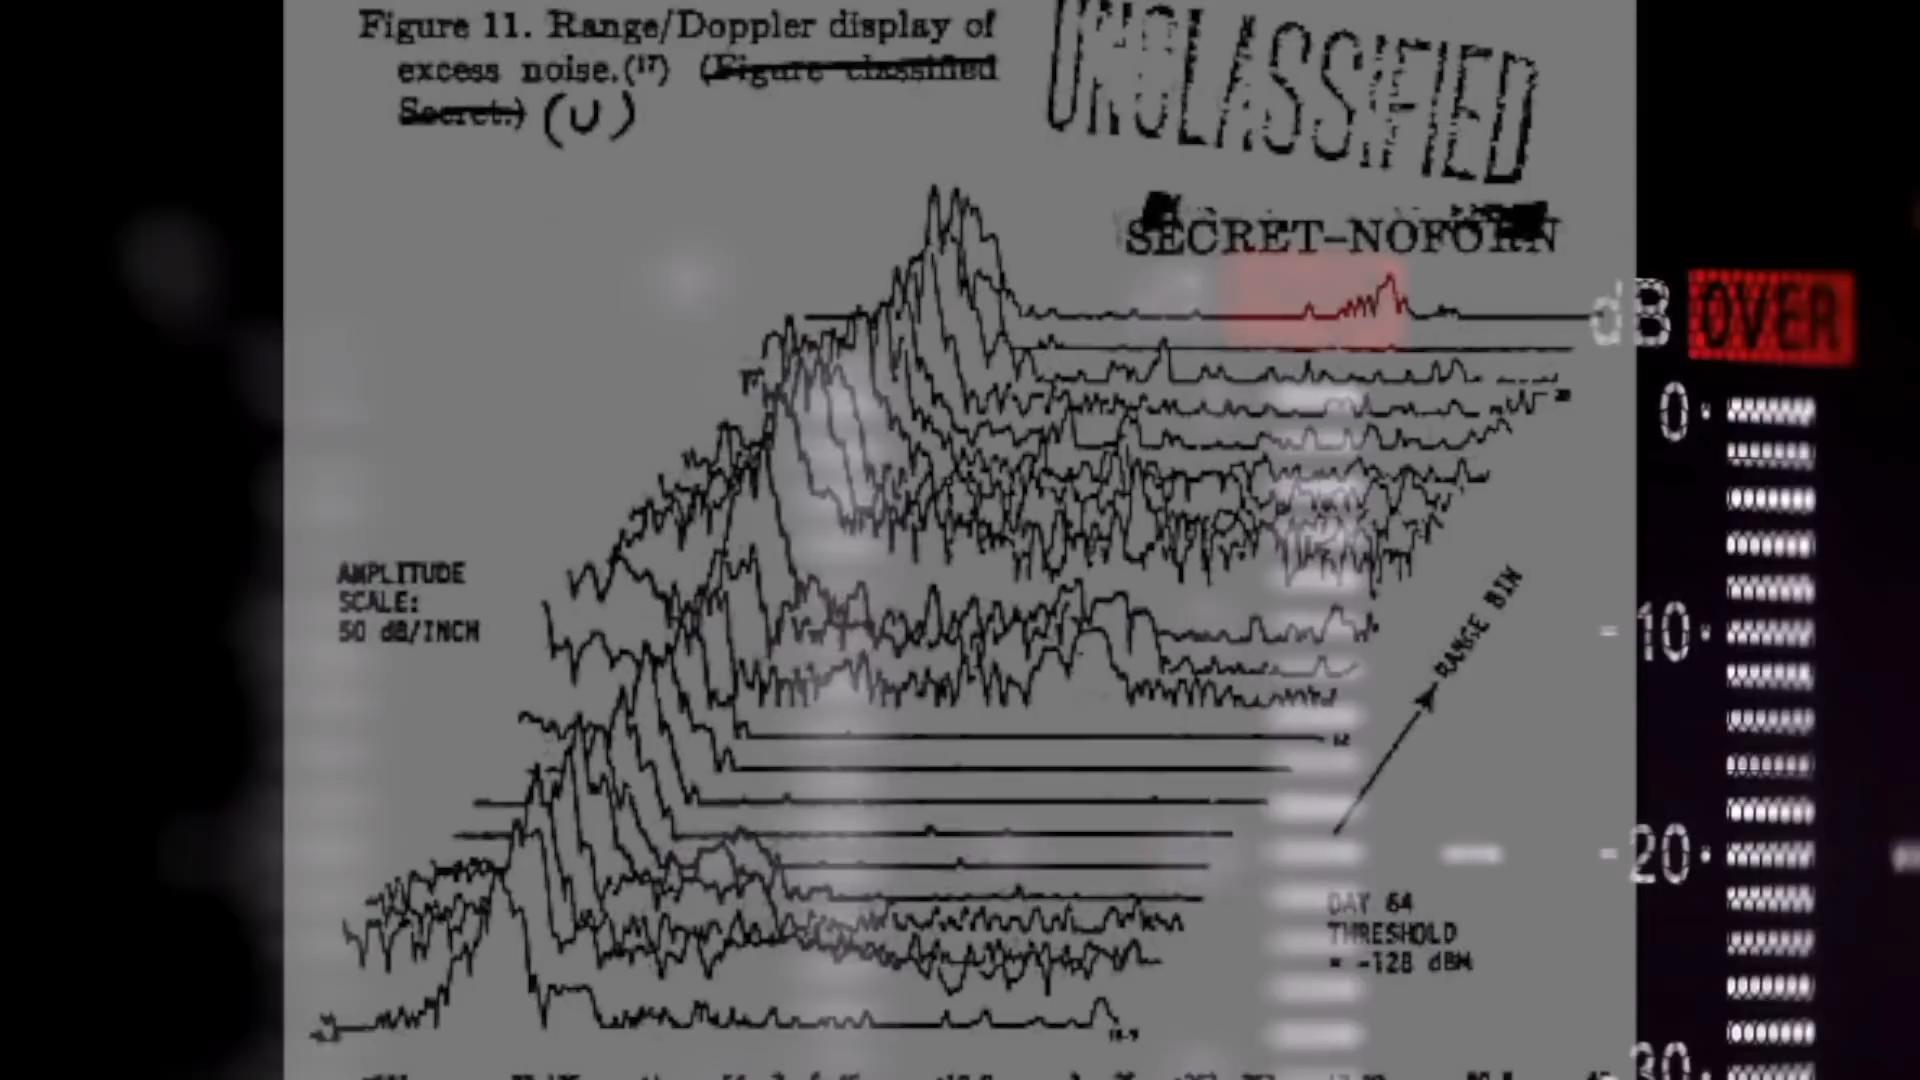 Figure 11. Range/Doppler display of
excess noise.(17) (Figure classified
Secret.) (U)
UNCLASSIFIED
SECRET-NOFORN
dB OVER
0
AMPLITUDE
SCALE:
50 dB/INCH
RANGE BIN
-10
12
-20
DAY 64
THRESHOLD
= -128 dBM